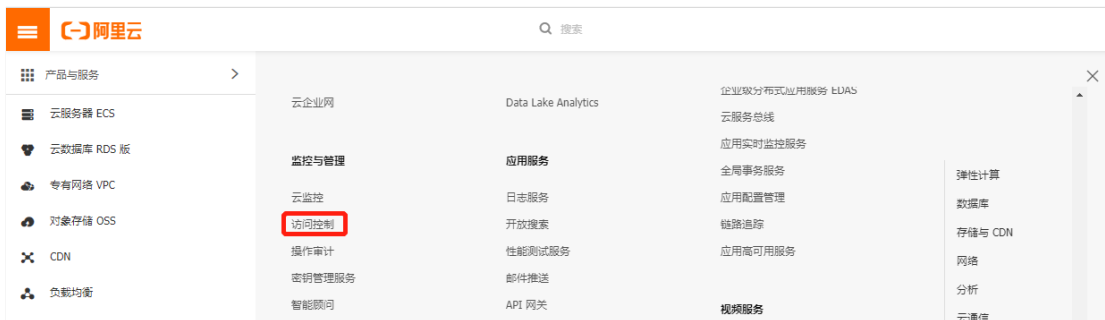 阿里云
搜索
产品与服务
云服务器 ECS
云数据库 RDS 版
专有网络 VPC
对象存储 OSS
CDN
负载均衡
云企业网
监控与管理
云监控
访问控制
操作审计
密钥管理服务
智能顾问
Data Lake Analytics
应用服务
日志服务
开放搜索
性能测试服务
邮件推送
API 网关
企业级分布式应用服务 EDAS
云服务总线
应用实时监控服务
全局事务服务
应用配置管理
链路追踪
应用高可用服务
视频服务
弹性计算
数据库
存储与 CDN
网络
分析
云通信